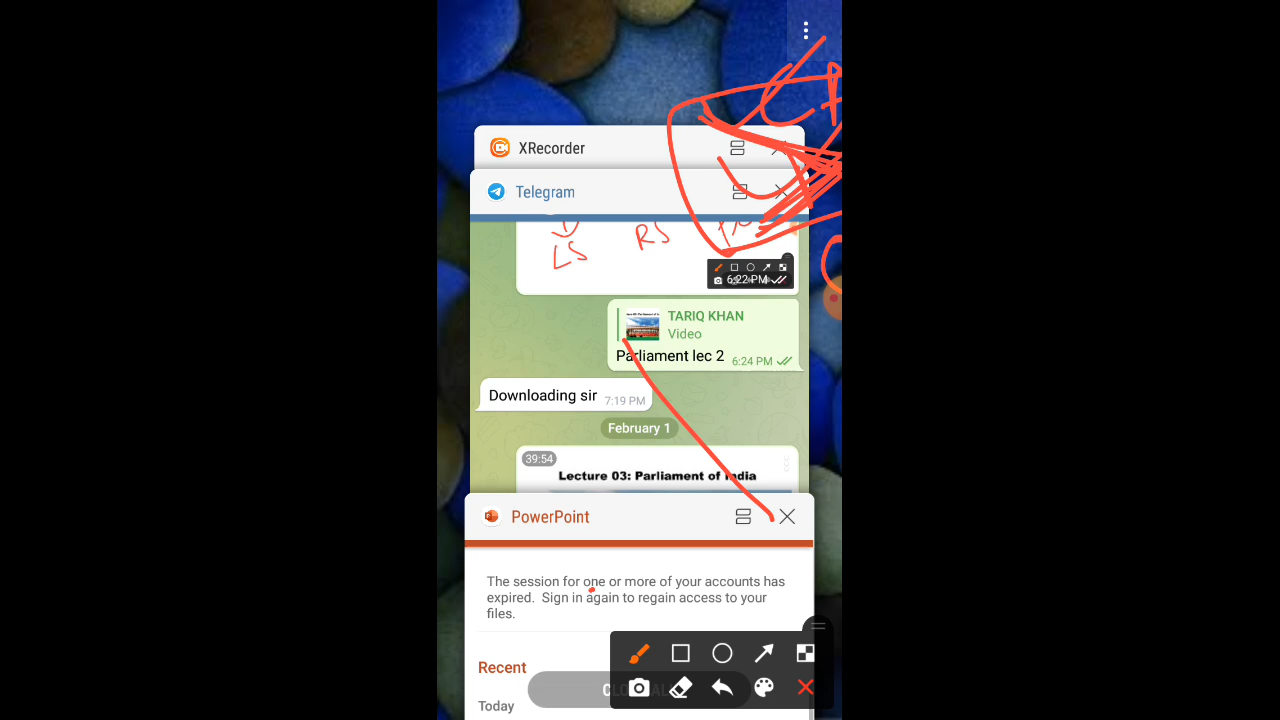 XRecorder
Telegram
LS
RS
6:22 PM
TARIQ KHAN
Video
Parliament lec 2 6:24 PM
Downloading sir 7:19 PM
February 1
39:54
Lecture 03: Parliament of India
PowerPoint
The session for one or more of your accounts has
expired. Sign in again to regain access to your
files.
Recent
Today